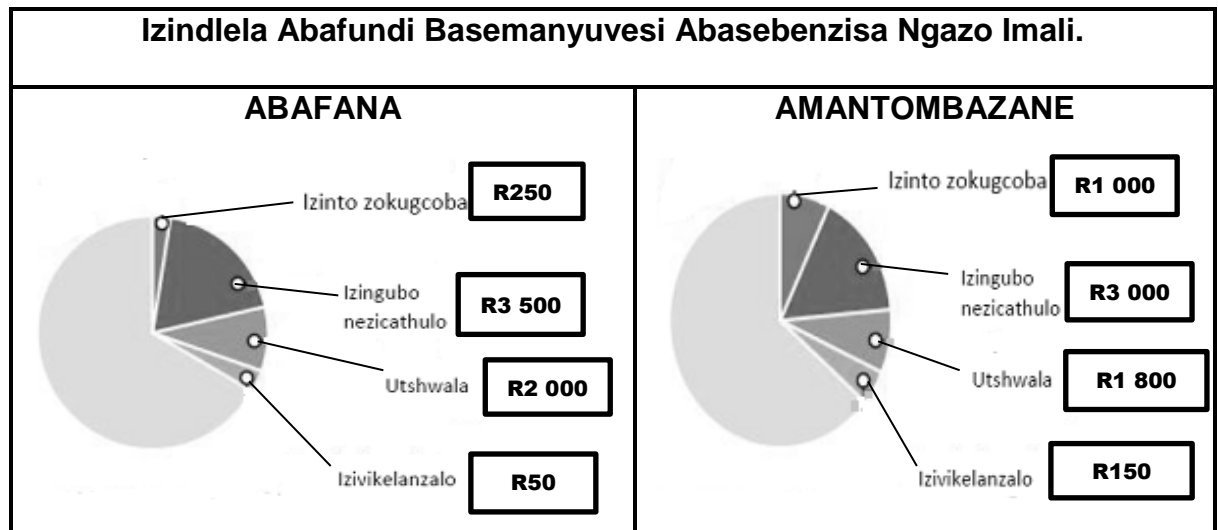 Izindlela Abafundi Basemanyuvesi Abasebenzisa Ngazo Imali.
ABAFANA
Izinto zokugcoba
R250
Izingubo
nezicathulo
R3 500
Utshwala
R2 000
Izivikelanzalo
R50
AMANTOMBAZANE
Izinto zokugcoba
R1 000
Izingubo
nezicathulo
R3 000
Utshwala
R1 800
Izivikelanzalo
R150